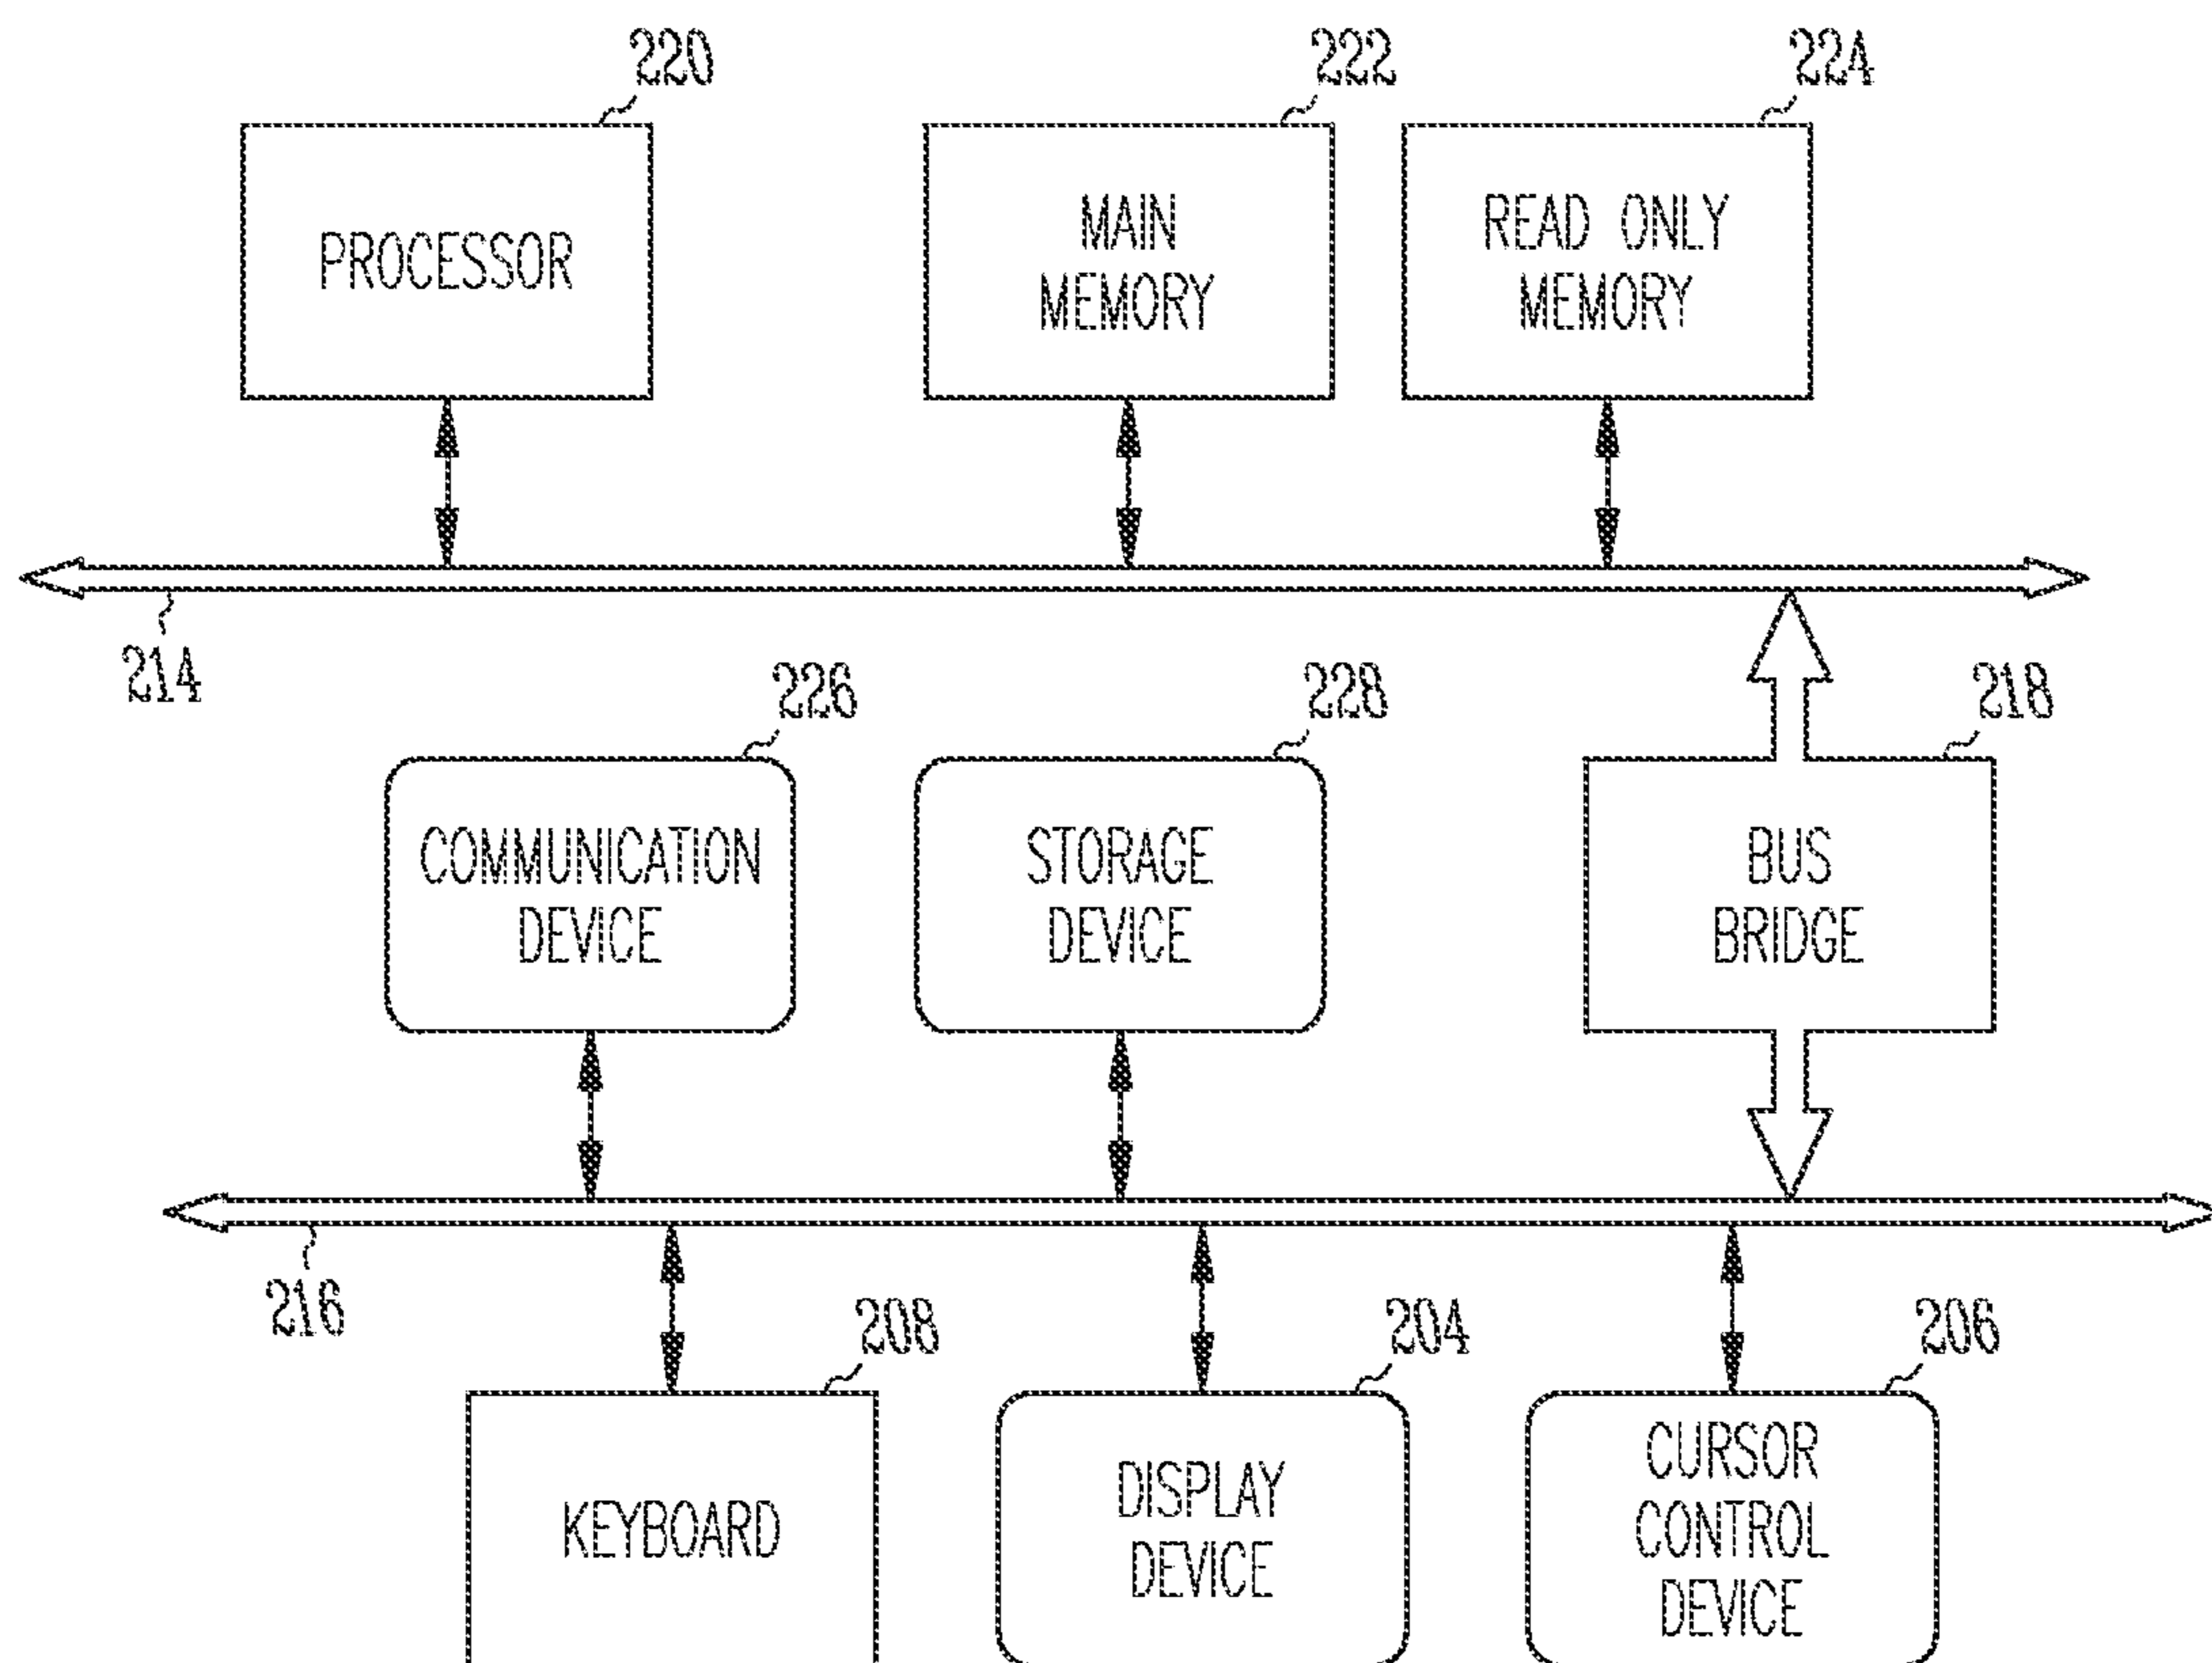 220
222
224
PROCESSOR
MAIN
MEMORY
READ ONLY
MEMORY
214
226
228
218
COMMUNICATION
DEVICE
STORAGE
DEVICE
BUS
BRIDGE
216
208
204
206
KEYBOARD
DISPLAY
DEVICE
CURSOR
CONTROL
DEVICE